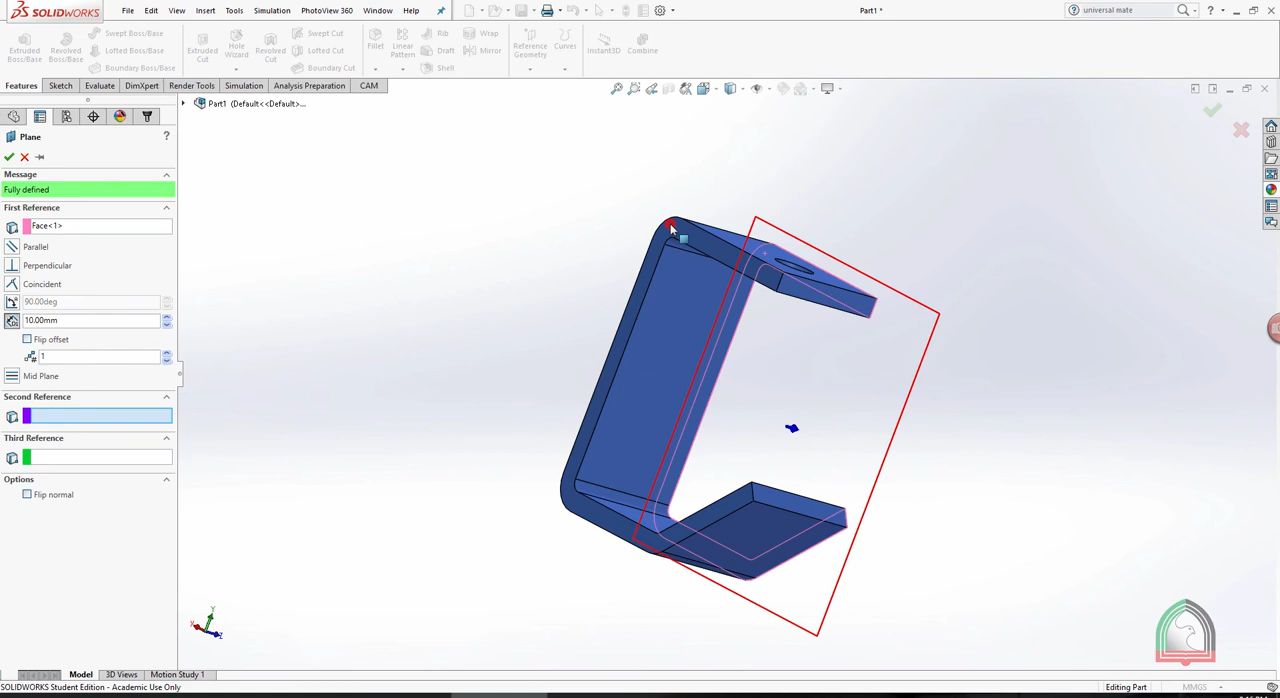 SOLIDWORKS File Edit View Insert Tools Simulation PhotoView 360 Window Help Part1 * universal mate
Extruded Boss/Base
Revolved Boss/Base
Swept Boss/Base
Lofted Boss/Base
Boundary Boss/Base
Extruded Cut
Hole Wizard
Revolved Cut
Swept Cut
Lofted Cut
Boundary Cut
Fillet
Linear Pattern
Rib
Draft
Shell
Wrap
Mirror
Reference Geometry
Curves
Instant3D
Combine
Features Sketch Evaluate DimXpert Render Tools Simulation Analysis Preparation CAM
Part1 (Default<<Default>...
Plane ?
Message
Fully defined
First Reference
Face<1>
Parallel
Perpendicular
Coincident
90.00deg
10.00mm
Flip offset
1
Mid Plane
Second Reference
Third Reference
Options
Flip normal
Y
Z
Model 3D Views Motion Study 1
SOLIDWORKS Student Edition - Academic Use Only Editing Part MMGS